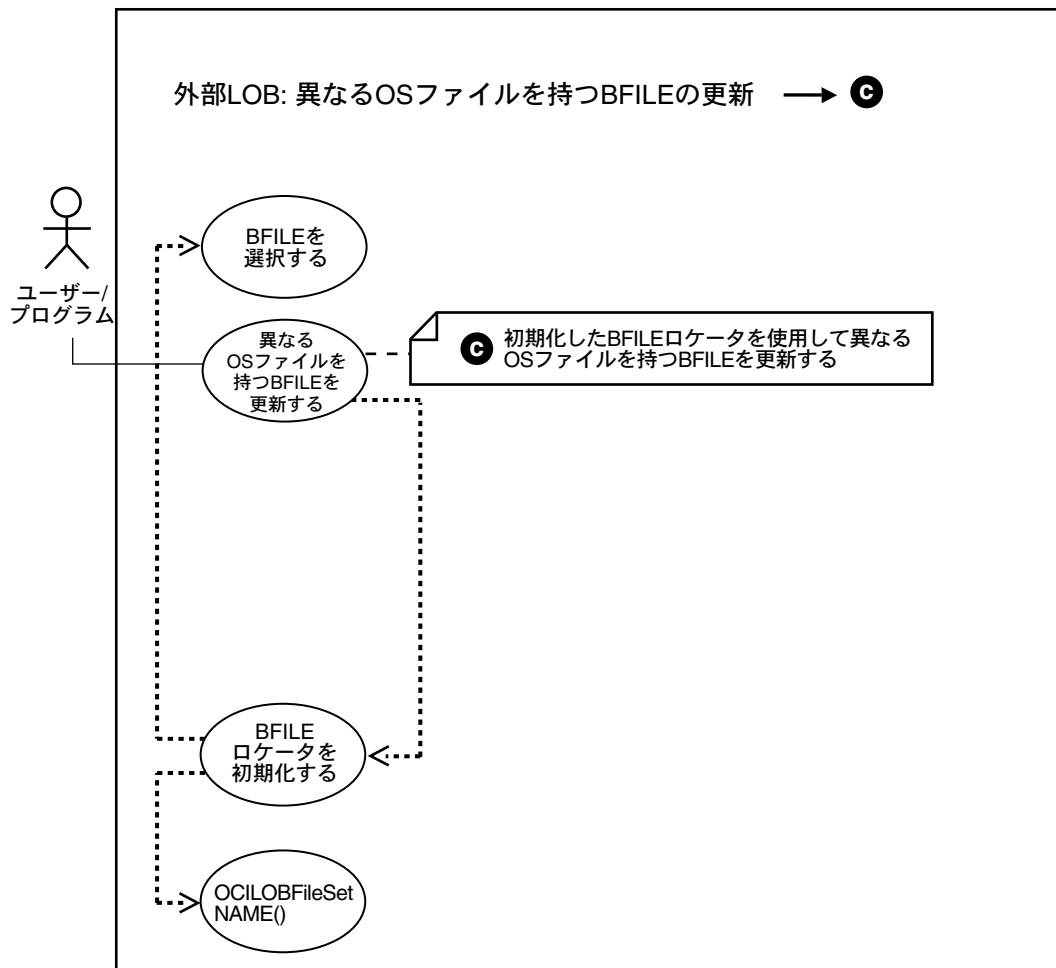 外部LOB: 異なるOSファイルを持つBFILEの更新 → C
BFILEを
選択する
ユーザー/
プログラム
異なる
OSファイルを
持つBFILEを
更新する
C 初期化したBFILEロケータを使用して異なる
OSファイルを持つBFILEを更新する
BFILE
ロケータを
初期化する
OCILOBFileSet
NAME()